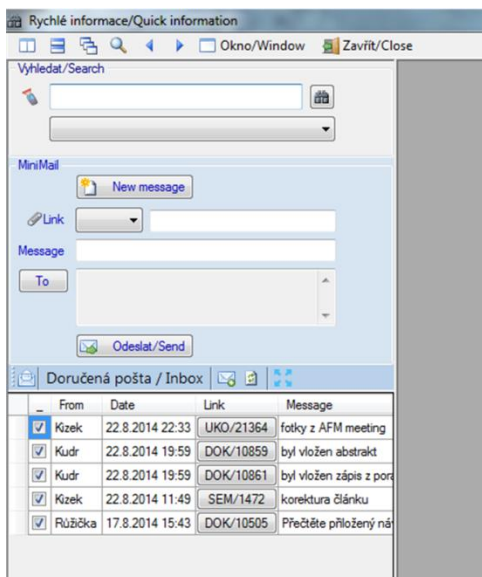 Rychlé informace/Quick information
Okno/Window Zavřít/Close
Vyhledat/Search
MiniMail
New message
Link
Message
To
Odeslat/Send
Doručená pošta / Inbox
_ From Date Link Message
Kizek 22.8.2014 22:33 UKO/21364 fotky z AFM meeting
Kudr 22.8.2014 19:59 DOK/10859 byl vložen abstrakt
Kudr 22.8.2014 19:59 DOK/10861 byl vložen zápis z pora
Kizek 22.8.2014 11:49 SEM/1472 korektura článku
Růžička 17.8.2014 15:43 DOK/10505 Přečtěte přiložený ná